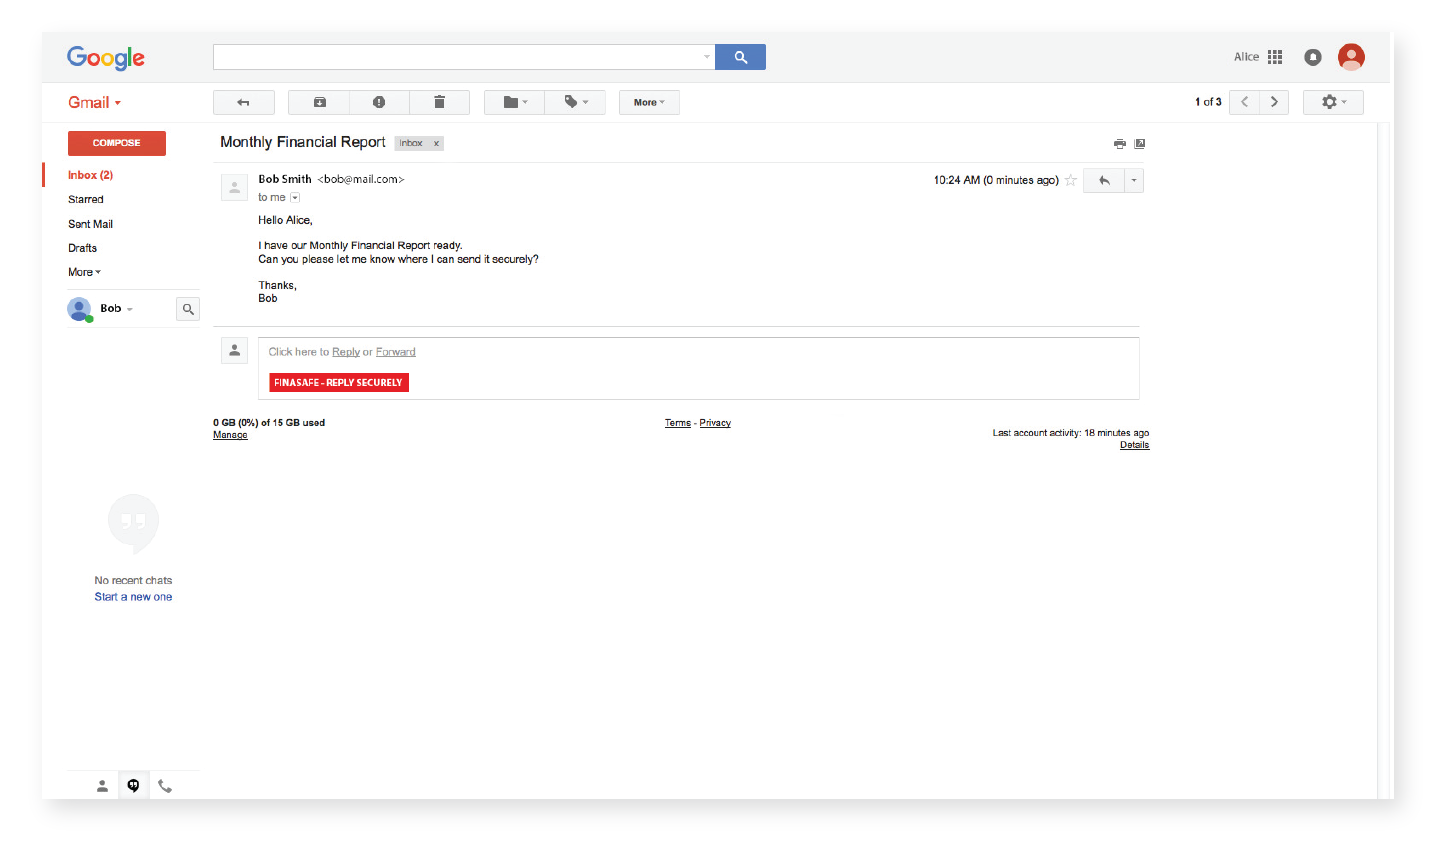 Google
Alice
Gmail
More
1 of 3
COMPOSE
Inbox (2)
Starred
Sent Mail
Drafts
More
Bob
Monthly Financial Report Inbox x
Bob Smith <bob@mail.com>
10:24 AM (0 minutes ago)
to me
Hello Alice,
I have our Monthly Financial Report ready.
Can you please let me know where I can send it securely?
Thanks,
Bob
Click here to Reply or Forward
FINASAFE - REPLY SECURELY
0 GB (0%) of 15 GB used
Manage
Terms - Privacy
Last account activity: 18 minutes ago
Details
No recent chats
Start a new one